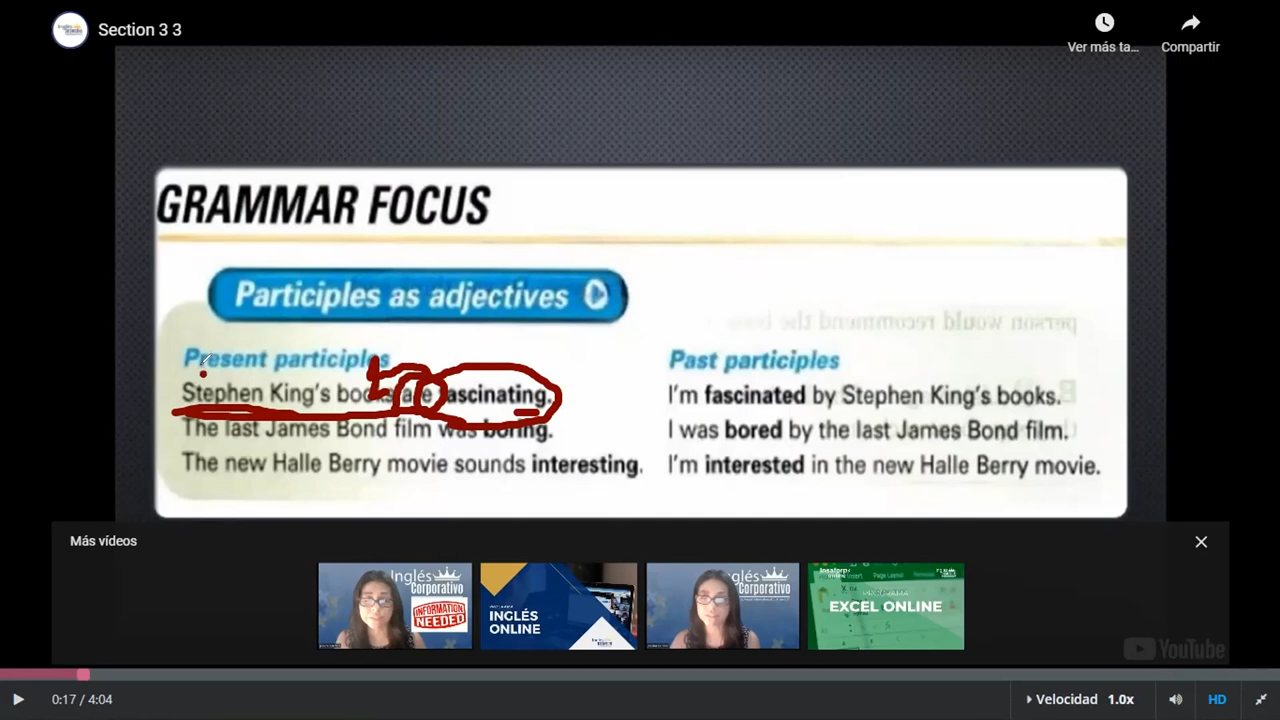 Section 3 3
Ver más ta...
Compartir
GRAMMAR FOCUS
Participles as adjectives
person would recommend the
Present participles
Stephen King's books are fascinating.
The last James Bond film was boring.
The new Halle Berry movie sounds interesting.
Past participles
I'm fascinated by Stephen King's books.
I was bored by the last James Bond film.
I'm interested in the new Halle Berry movie.
Más vídeos
Inglés
Corporativo
INFORMATION
NEEDED
INGLÉS
ONLINE
Inglés
Corporativo
EXCEL ONLINE
YouTube
0:17 / 4:04
Velocidad 1.0x
HD